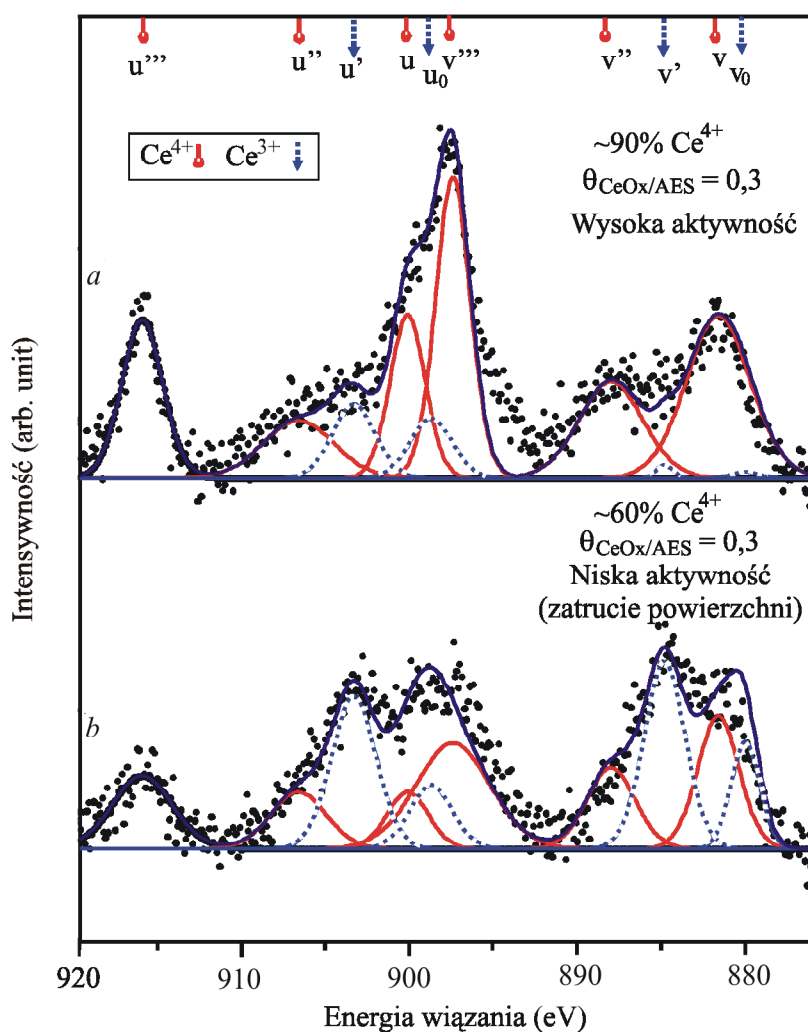 u''' u'' u' u u₀ v''' v'' v' v v₀
Ce⁴⁺ Ce³⁺
~90% Ce⁴⁺
θCeOx/AES = 0,3
Wysoka aktywność
a
~60% Ce⁴⁺
θCeOx/AES = 0,3
Niska aktywność
(zatrucie powierzchni)
b
Intensywność (arb. unit)
920 910 900 890 880
Energia wiązania (eV)